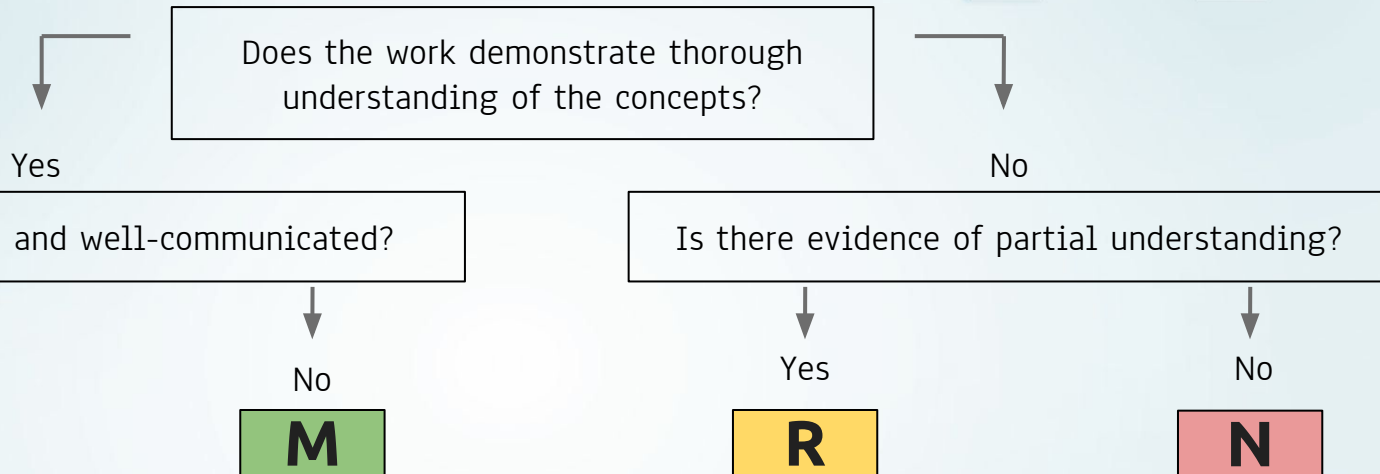 Does the work demonstrate thorough
understanding of the concepts?
Yes
No
and well-communicated?
Is there evidence of partial understanding?
No
Yes
No
M
R
N